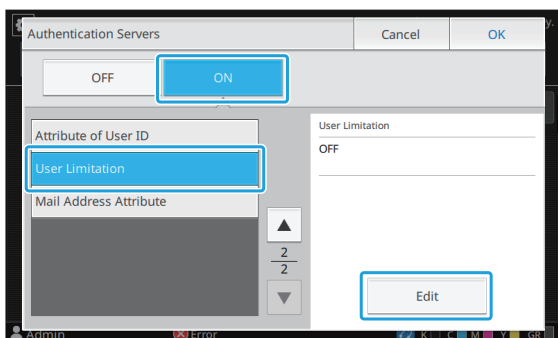 Authentication Servers
Cancel
OK
OFF
ON
Attribute of User ID
User Limitation
Mail Address Attribute
2
2
User Limitation
OFF
Edit
Admin
Error
K
C
M
Y
GR